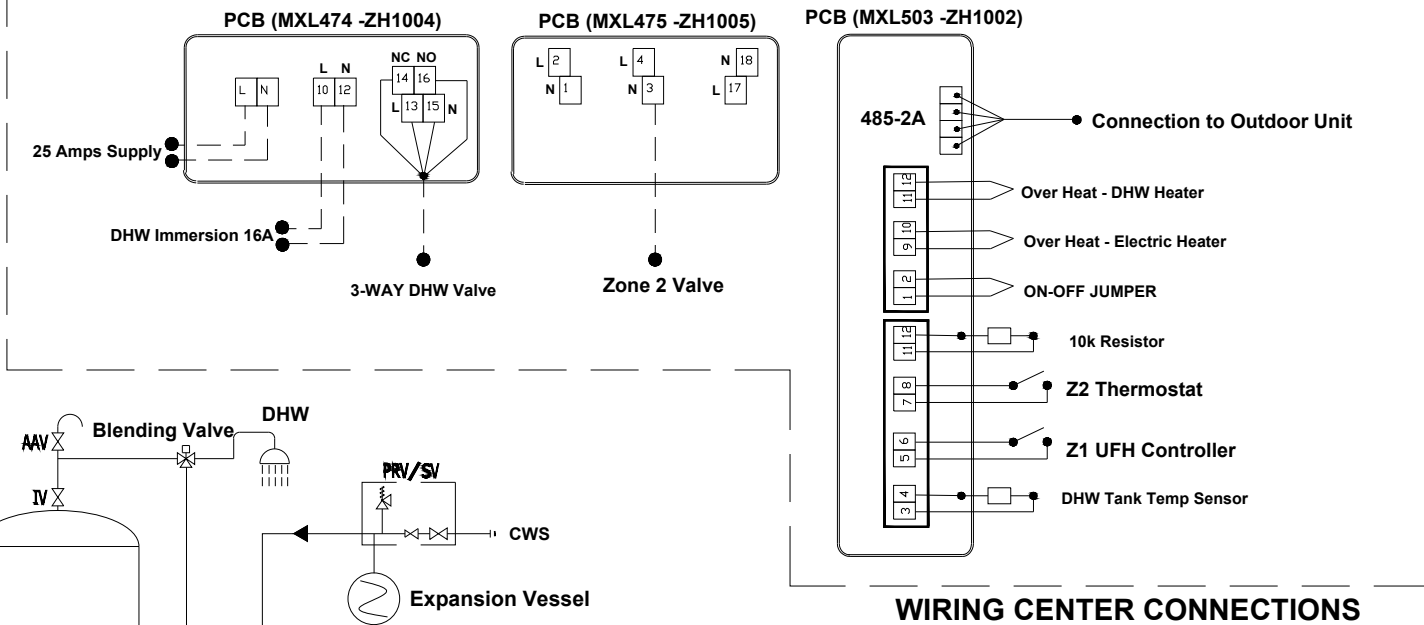 PCB (MXL474 -ZH1004)
L N
L N
10 12
NC NO
14 16
L 13 15 N
25 Amps Supply
DHW Immersion 16A
3-WAY DHW Valve
PCB (MXL475 -ZH1005)
L 2
N 1
L 4
N 3
N 18
L 17
Zone 2 Valve
PCB (MXL503 -ZH1002)
485-2A
Connection to Outdoor Unit
12
11
Over Heat - DHW Heater
10
9
Over Heat - Electric Heater
2
1
ON-OFF JUMPER
12
11
10k Resistor
8
7
Z2 Thermostat
6
5
Z1 UFH Controller
4
3
DHW Tank Temp Sensor
AAV
Blending Valve
DHW
IV
PRV/SV
CWS
Expansion Vessel
WIRING CENTER CONNECTIONS